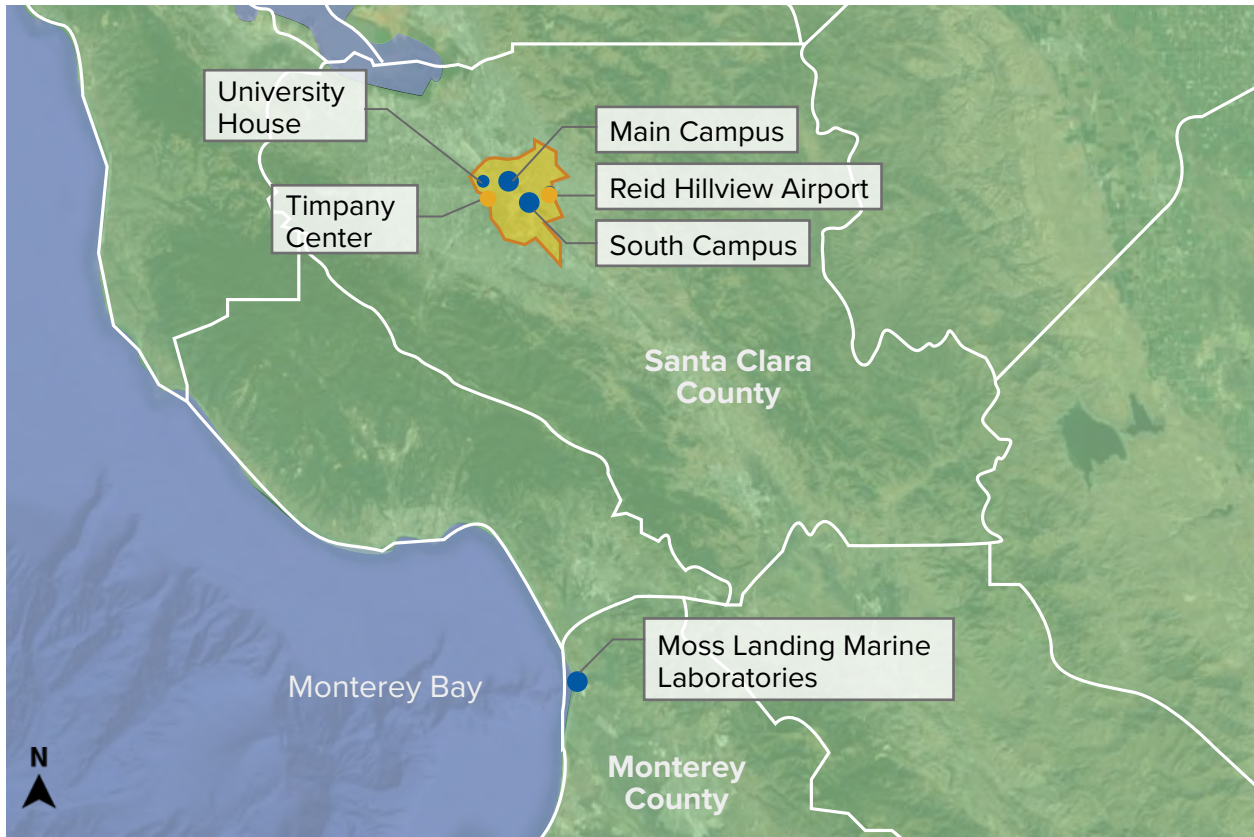 University
House
Main Campus
Reid Hillview Airport
Timpany
Center
South Campus
Santa Clara
County
Moss Landing Marine
Laboratories
Monterey Bay
N
Monterey
County